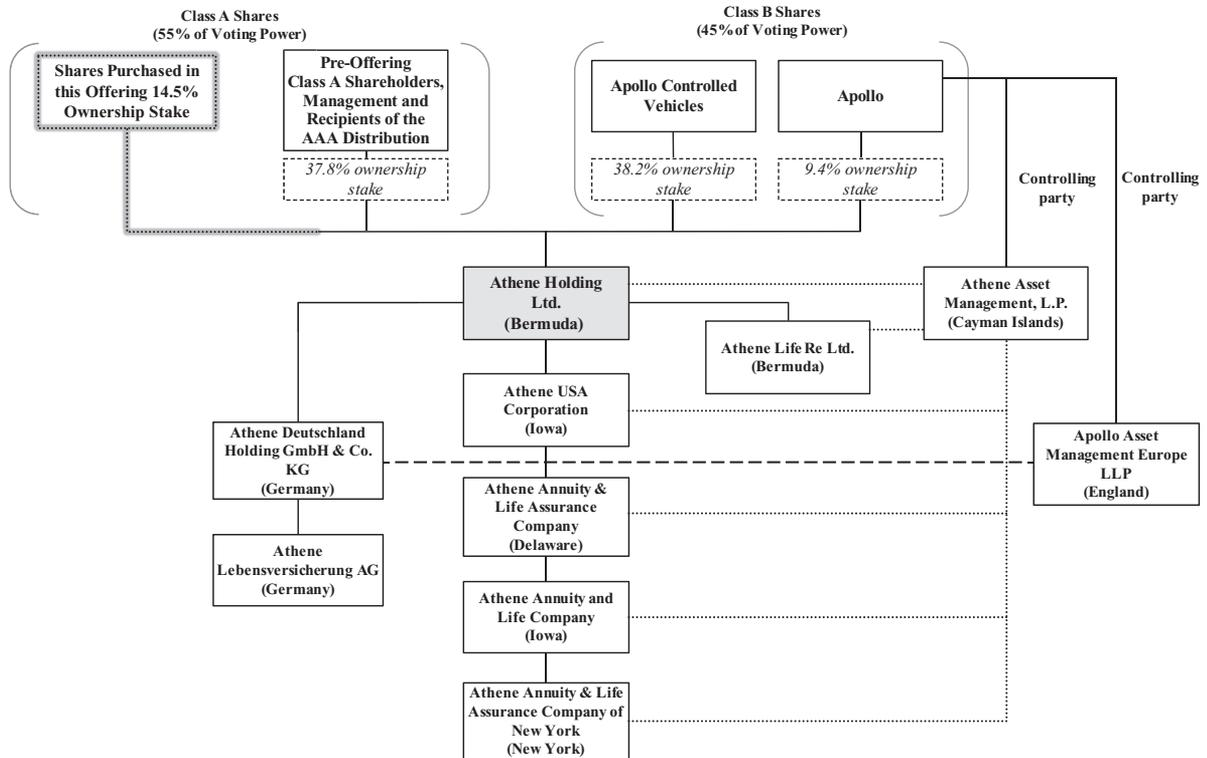 Class A Shares
(55% of Voting Power)
Class B Shares
(45% of Voting Power)
Shares Purchased in
this Offering 14.5%
Ownership Stake
Pre-Offering
Class A Shareholders,
Management and
Recipients of the
AAA Distribution
37.8% ownership
stake
Apollo Controlled
Vehicles
38.2% ownership
stake
Apollo
9.4% ownership
stake
Controlling
party
Controlling
party
Athene Holding
Ltd.
(Bermuda)
Athene Asset
Management, L.P.
(Cayman Islands)
Athene Life Re Ltd.
(Bermuda)
Athene USA
Corporation
(Iowa)
Athene Deutschland
Holding GmbH & Co.
KG
(Germany)
Apollo Asset
Management Europe
LLP
(England)
Athene Annuity &
Life Assurance
Company
(Delaware)
Athene
Lebensversicherung AG
(Germany)
Athene Annuity and
Life Company
(Iowa)
Athene Annuity & Life
Assurance Company of
New York
(New York)